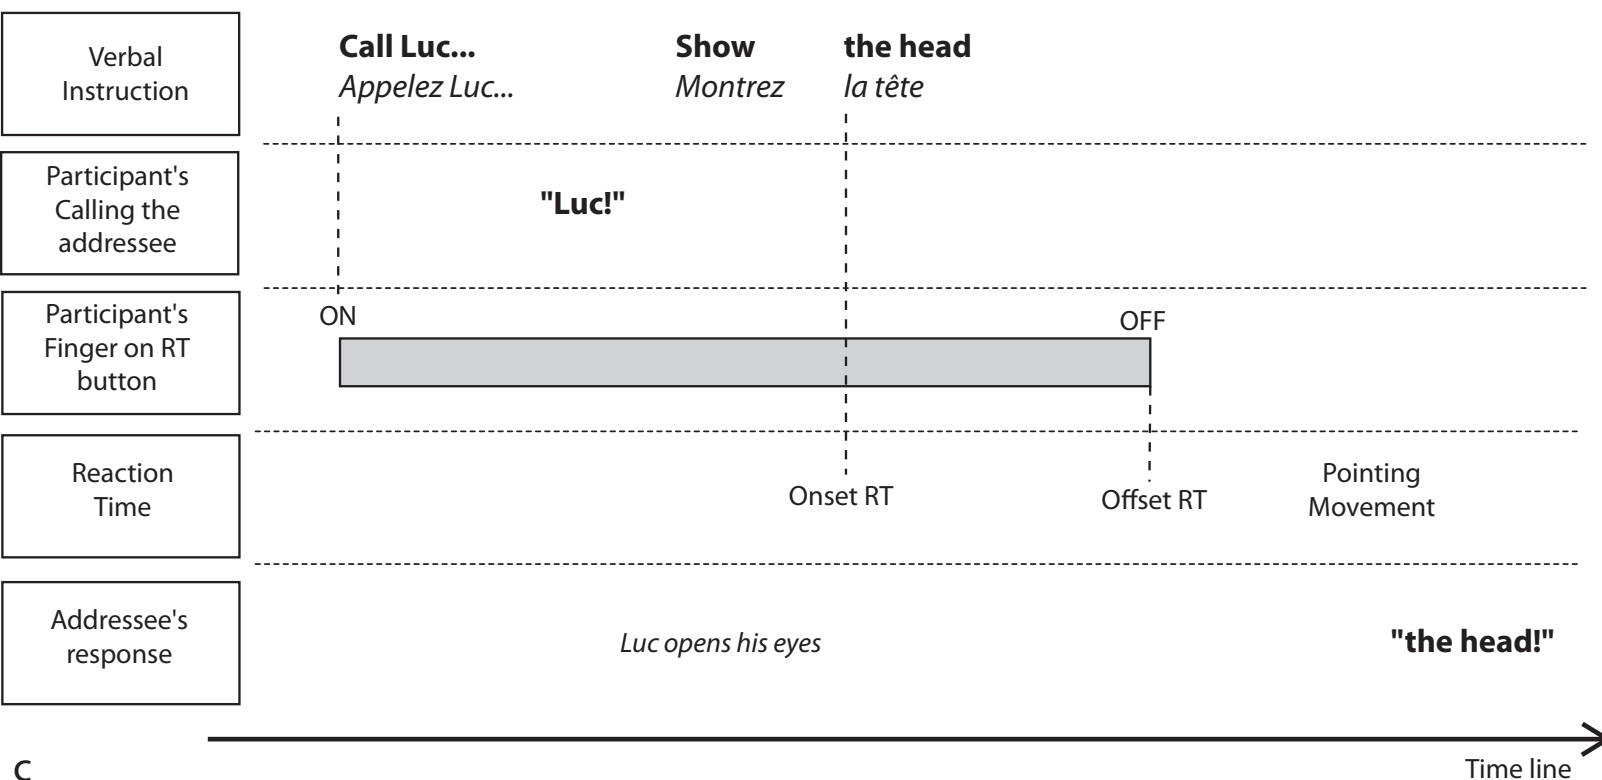 Verbal
Instruction
Call Luc... Show the head
Appelez Luc... Montrez la tête
Participant's
Calling the
addressee
"Luc!"
Participant's
Finger on RT
button
ON
OFF
Reaction
Time
Onset RT
Offset RT
Pointing
Movement
Addressee's
response
Luc opens his eyes
"the head!"
C
Time line